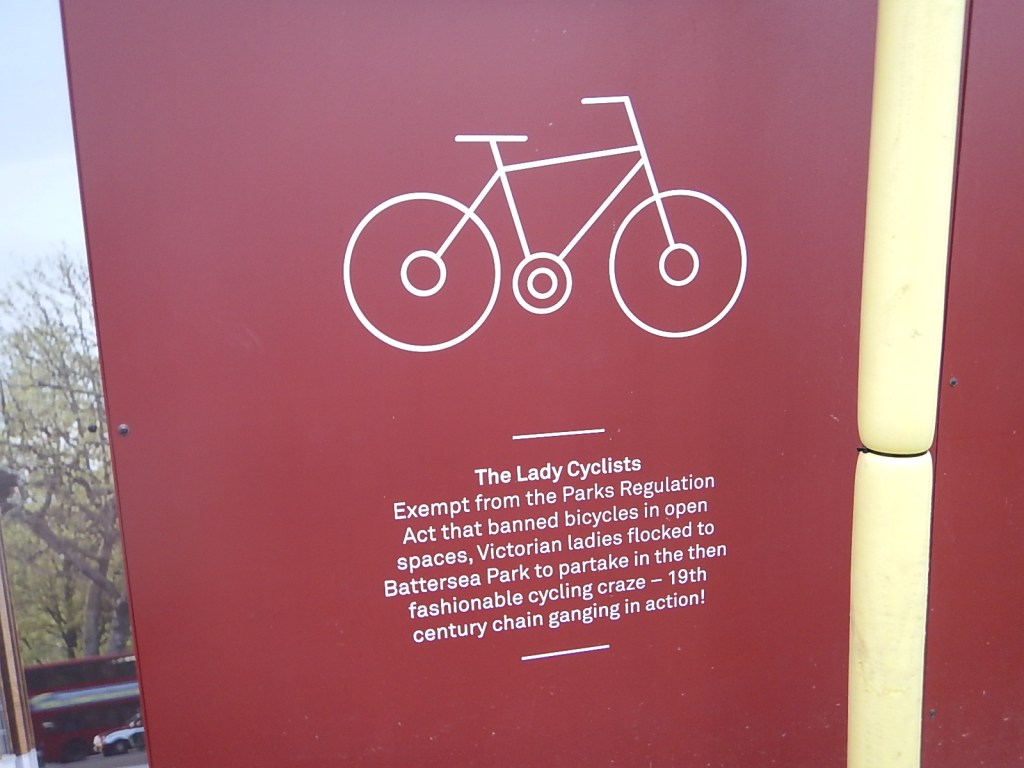 The Lady Cyclists
Exempt from the Parks Regulation
Act that banned bicycles in open
spaces, Victorian ladies flocked to
Battersea Park to partake in the then
fashionable cycling craze – 19th
century chain ganging in action!